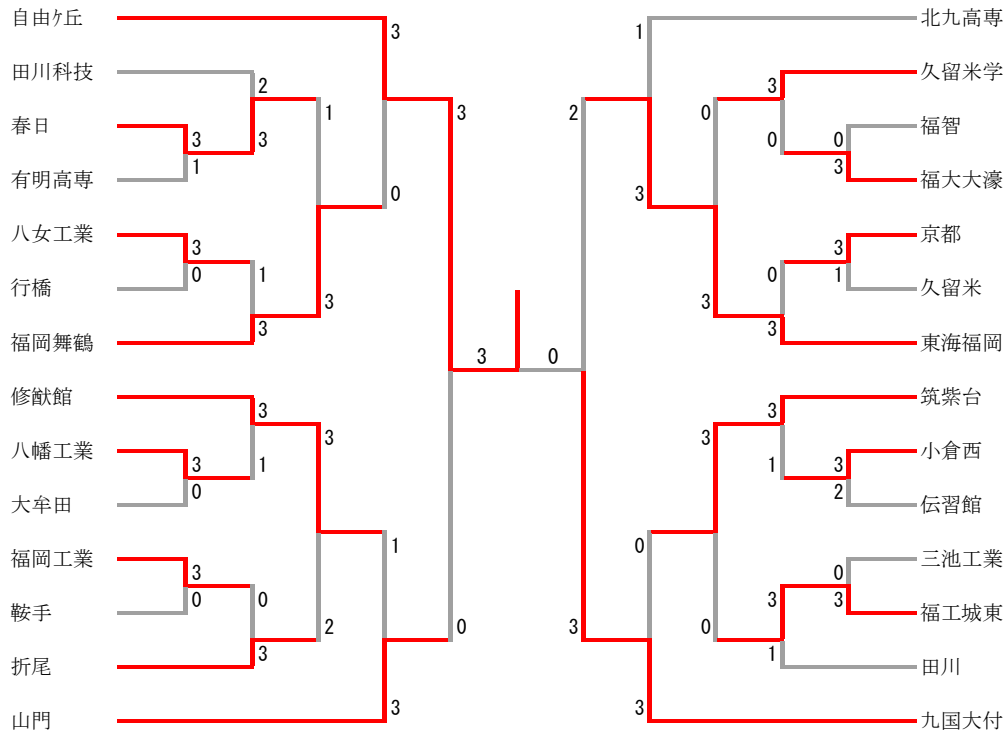 自由ケ丘 3 1 北九高専
田川科技 2 1 3 2 0 3 久留米学
春日 3 3 0 0 福智
有明高専 1 0 3 3 3 福大大濠
八女工業 3 3 京都
行橋 0 1 3 3 0 1 久留米
福岡舞鶴 3 3 0 3 東海福岡
修猷館 3 3 3 3 筑紫台
八幡工業 3 1 1 3 小倉西
大牟田 0 2 伝習館
福岡工業 3 1 0 0 三池工業
鞍手 0 0 2 0 3 0 3 3 福工城東
折尾 3 1 田川
山門 3 3 九国大付